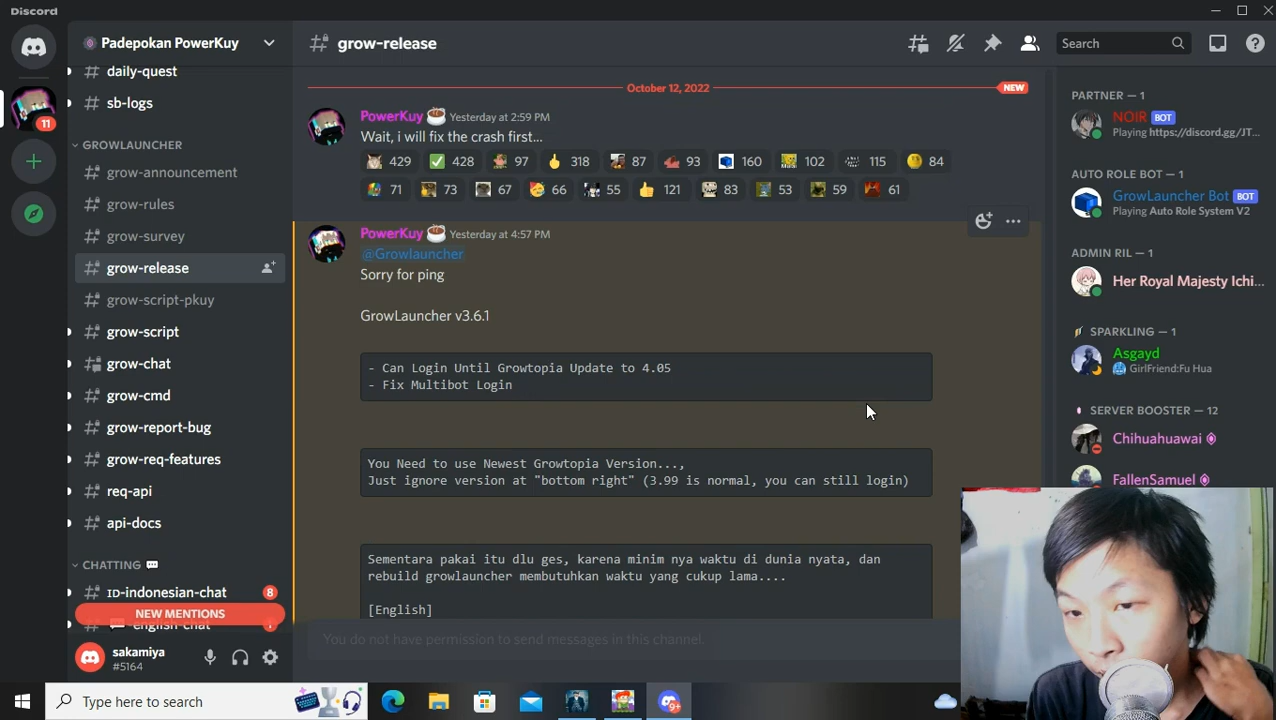 Discord
Padepokan PowerKuy
# grow-release
Search
daily-quest
sb-logs
11
GROWLAUNCHER
grow-announcement
grow-rules
grow-survey
grow-release
grow-script-pkuy
grow-script
grow-chat
grow-cmd
grow-report-bug
grow-req-features
req-api
api-docs
CHATTING
ID-indonesian-chat 8
english-chat
NEW MENTIONS
sakamiya
#5164
October 12, 2022 NEW
PowerKuy Yesterday at 2:59 PM
Wait, i will fix the crash first...
429 428 97 318 87 93 160 102 115 84
71 73 67 66 55 121 83 53 59 61
PowerKuy Yesterday at 4:57 PM
@Growlauncher
Sorry for ping
GrowLauncher v3.6.1
- Can Login Until Growtopia Update to 4.05
- Fix Multibot Login
You Need to use Newest Growtopia Version...,
Just ignore version at "bottom right" (3.99 is normal, you can still login)
Sementara pakai itu dlu ges, karena minim nya waktu di dunia nyata, dan
rebuild growlauncher membutuhkan waktu yang cukup lama....
[English]
You do not have permission to send messages in this channel.
PARTNER — 1
NOIR BOT
Playing https://discord.gg/JT...
AUTO ROLE BOT — 1
GrowLauncher Bot BOT
Playing Auto Role System V2
ADMIN RIL — 1
Her Royal Majesty Ichi...
SPARKLING — 1
Asgayd
GirlFriend:Fu Hua
SERVER BOOSTER — 12
Chihuahuawai
FallenSamuel
Type here to search
9+